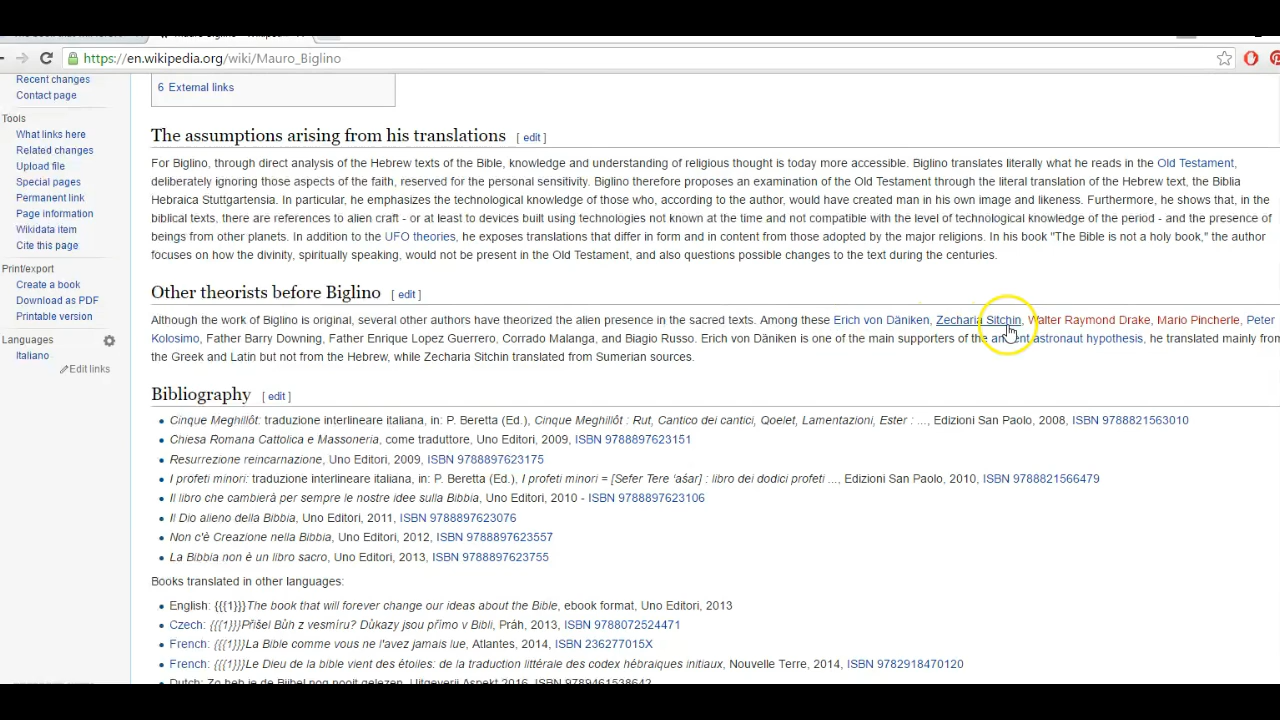 https://en.wikipedia.org/wiki/Mauro_Biglino
Recent changes
Contact page
Tools
What links here
Related changes
Upload file
Special pages
Permanent link
Page information
Wikidata item
Cite this page
Print/export
Create a book
Download as PDF
Printable version
Languages
Italiano
Edit links
6 External links
The assumptions arising from his translations [ edit ]
For Biglino, through direct analysis of the Hebrew texts of the Bible, knowledge and understanding of religious thought is today more accessible. Biglino translates literally what he reads in the Old Testament,
deliberately ignoring those aspects of the faith, reserved for the personal sensitivity. Biglino therefore proposes an examination of the Old Testament through the literal translation of the Hebrew text, the Biblia
Hebraica Stuttgartensia. In particular, he emphasizes the technological knowledge of those who, according to the author, would have created man in his own image and likeness. Furthermore, he shows that, in the
biblical texts, there are references to alien craft - or at least to devices built using technologies not known at the time and not compatible with the level of technological knowledge of the period - and the presence of
beings from other planets. In addition to the UFO theories, he exposes translations that differ in form and in content from those adopted by the major religions. In his book "The Bible is not a holy book," the author
focuses on how the divinity, spiritually speaking, would not be present in the Old Testament, and also questions possible changes to the text during the centuries.
Other theorists before Biglino [ edit ]
Although the work of Biglino is original, several other authors have theorized the alien presence in the sacred texts. Among these Erich von Däniken, Zecharia Sitchin, Walter Raymond Drake, Mario Pincherle, Peter
Kolosimo, Father Barry Downing, Father Enrique Lopez Guerrero, Corrado Malanga, and Biagio Russo. Erich von Däniken is one of the main supporters of the ancient astronaut hypothesis, he translated mainly from
the Greek and Latin but not from the Hebrew, while Zecharia Sitchin translated from Sumerian sources.
Bibliography [ edit ]
Cinque Meghillôt: traduzione interlineare italiana, in: P. Beretta (Ed.), Cinque Meghillôt : Rut, Cantico dei cantici, Qoelet, Lamentazioni, Ester : ..., Edizioni San Paolo, 2008, ISBN 9788821563010
Chiesa Romana Cattolica e Massoneria, come traduttore, Uno Editori, 2009, ISBN 9788897623151
Resurrezione reincarnazione, Uno Editori, 2009, ISBN 9788897623175
I profeti minori: traduzione interlineare italiana, in: P. Beretta (Ed.), I profeti minori = [Sefer Tere ‘aśar] : libro dei dodici profeti ..., Edizioni San Paolo, 2010, ISBN 9788821566479
Il libro che cambierà per sempre le nostre idee sulla Bibbia, Uno Editori, 2010 - ISBN 9788897623106
Il Dio alieno della Bibbia, Uno Editori, 2011, ISBN 9788897623076
Non c'è Creazione nella Bibbia, Uno Editori, 2012, ISBN 9788897623557
La Bibbia non è un libro sacro, Uno Editori, 2013, ISBN 9788897623755
Books translated in other languages:
English: {{{1}}}The book that will forever change our ideas about the Bible, ebook format, Uno Editori, 2013
Czech: {{{1}}}Přišel Bůh z vesmíru? Důkazy jsou přímo v Bibli, Práh, 2013, ISBN 9788072524471
French: {{{1}}}La Bible comme vous ne l'avez jamais lue, Atlantes, 2014, ISBN 236277015X
French: {{{1}}}Le Dieu de la bible vient des étoiles: de la traduction littérale des codex hébraiques initiaux, Nouvelle Terre, 2014, ISBN 9782918470120
Dutch: Zo heb je de Bijbel nog nooit gelezen, Uitgeverij Aspekt 2016, ISBN 9789461538642